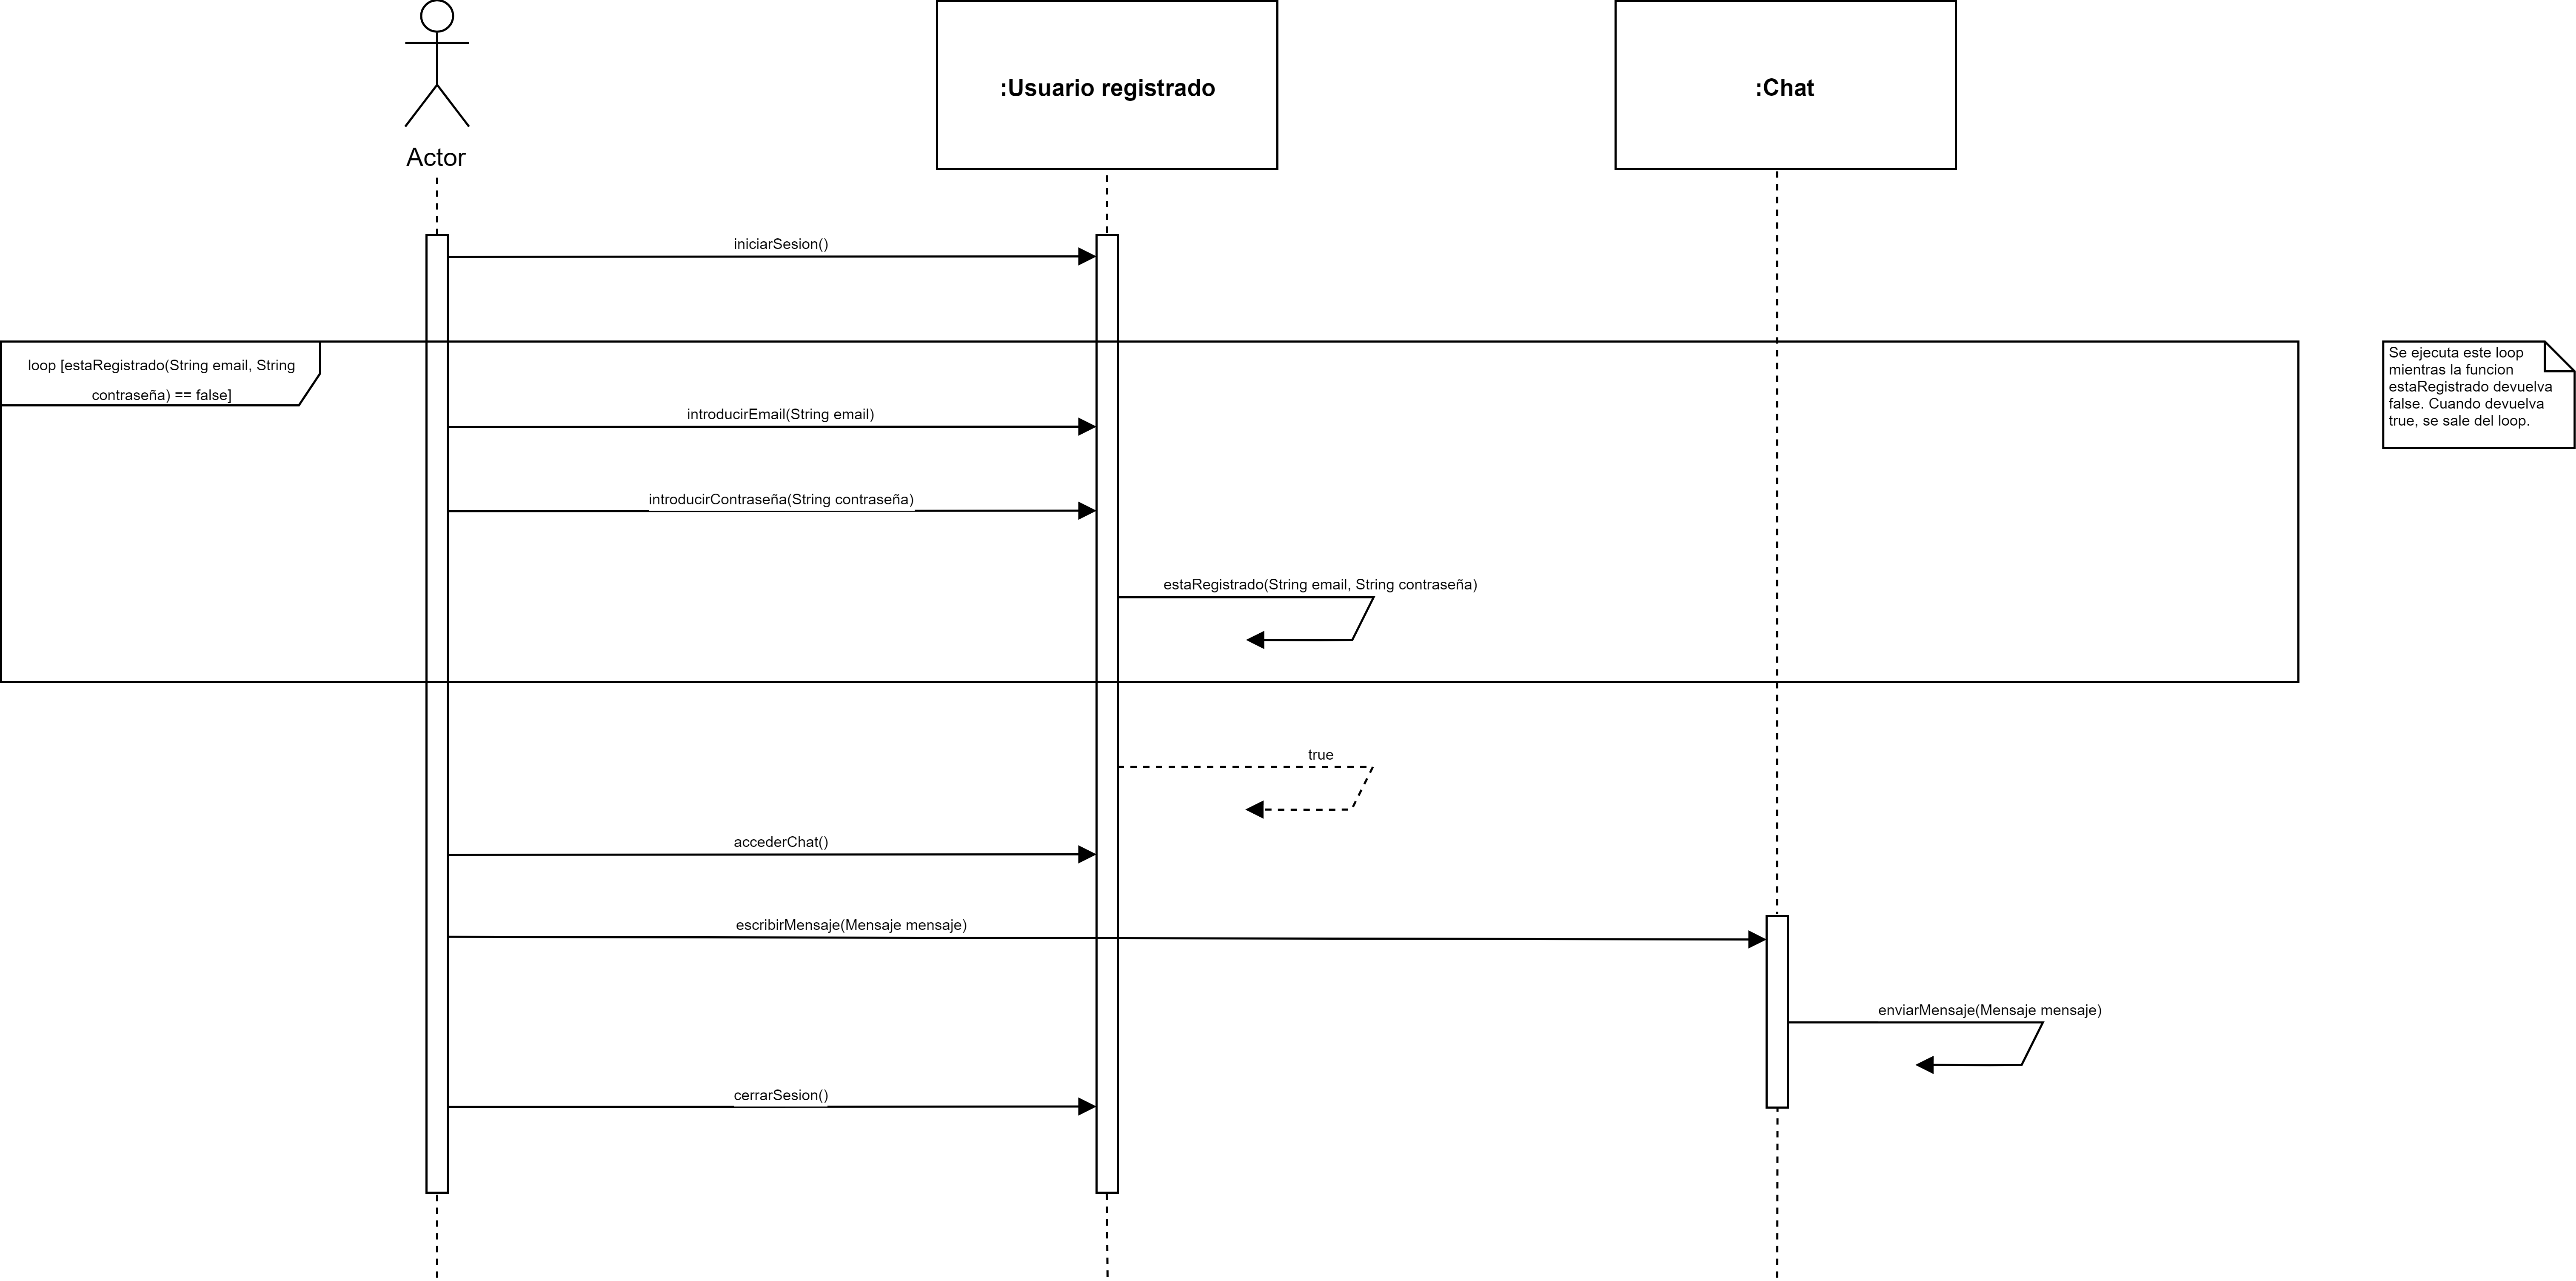 Actor
:Usuario registrado
:Chat
iniciarSesion()
loop [estaRegistrado(String email, String
contraseña) == false]
Se ejecuta este loop
mientras la funcion
estaRegistrado devuelva
false. Cuando devuelva
true, se sale del loop.
introducirEmail(String email)
introducirContraseña(String contraseña)
estaRegistrado(String email, String contraseña)
true
accederChat()
escribirMensaje(Mensaje mensaje)
enviarMensaje(Mensaje mensaje)
cerrarSesion()